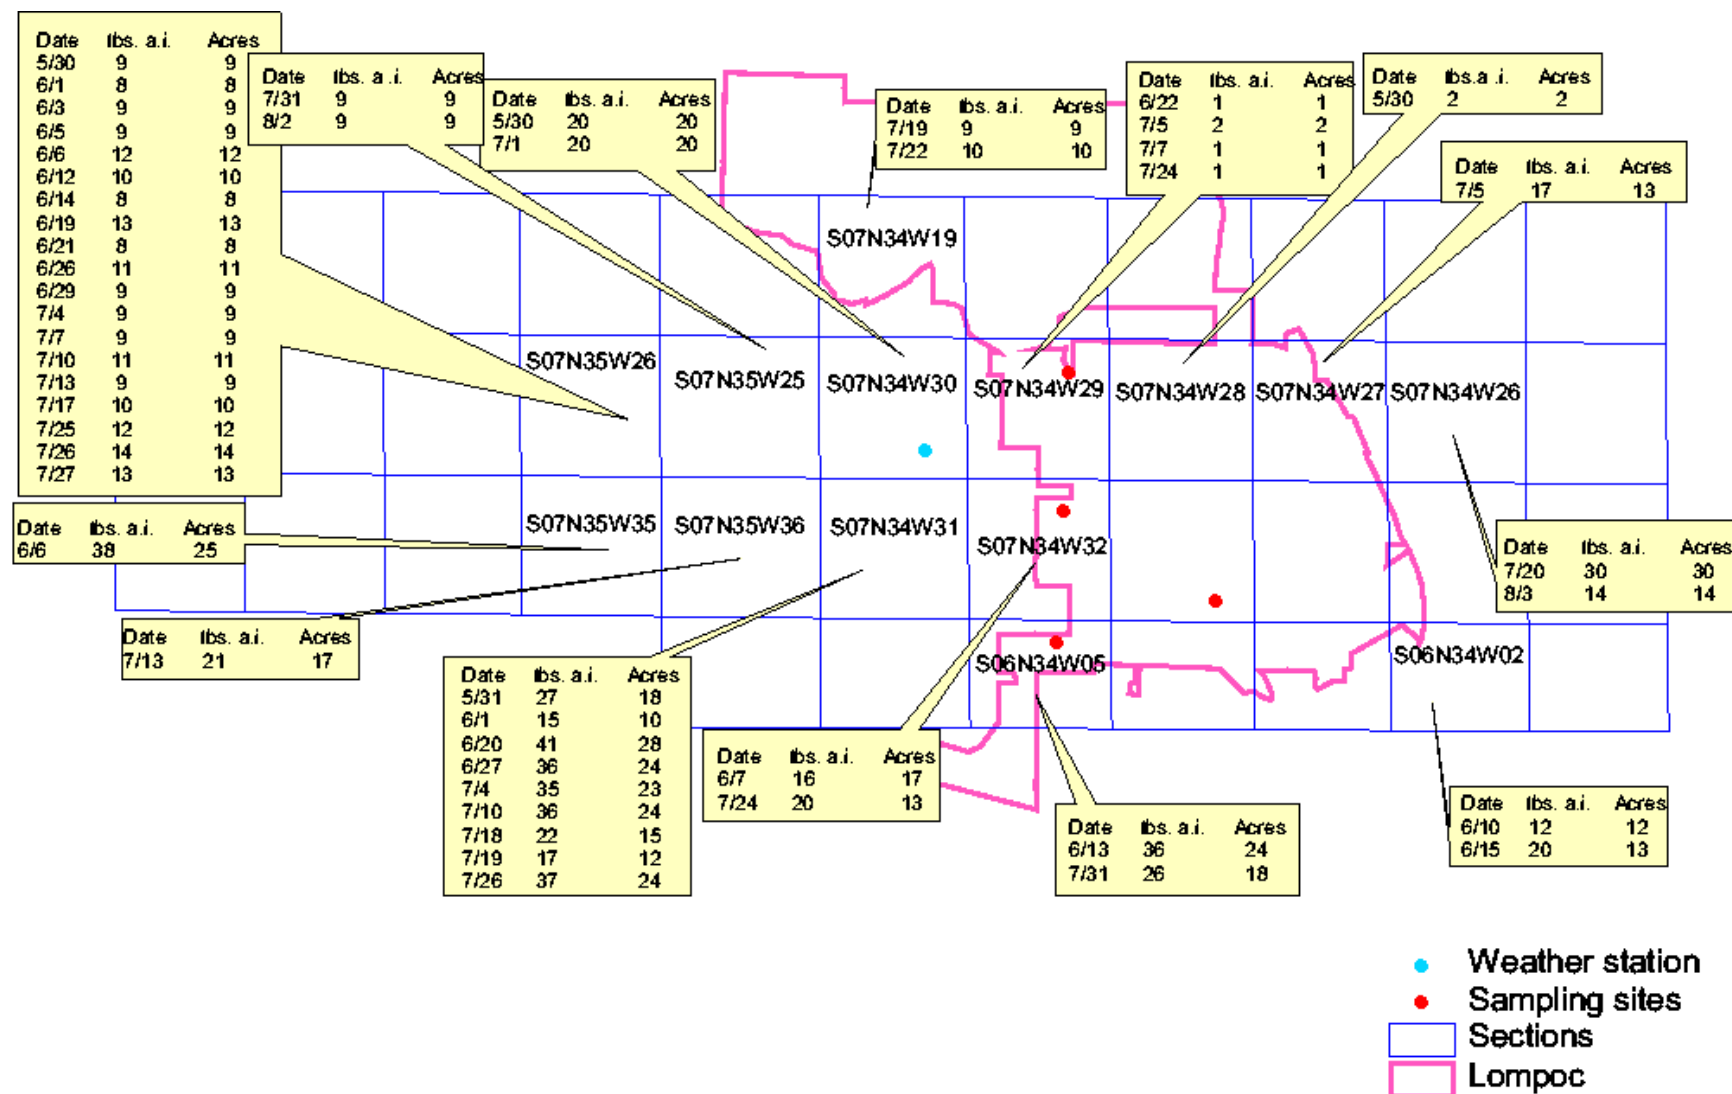 Date lbs. a.i. Acres
5/30 9 9
6/1 8 8
6/3 9 9
6/5 9 9
6/6 12 12
6/12 10 10
6/14 8 8
6/19 13 13
6/21 8 8
6/26 11 11
6/29 9 9
7/4 9 9
7/7 9 9
7/10 11 11
7/13 9 9
7/17 10 10
7/25 12 12
7/26 14 14
7/27 13 13
Date lbs. a.i. Acres
7/31 9 9
8/2 9 9
Date lbs. a.i. Acres
5/30 20 20
7/1 20 20
Date lbs. a.i. Acres
7/19 9 9
7/22 10 10
Date lbs. a.i. Acres
6/22 1 1
7/5 2 2
7/7 1 1
7/24 1 1
Date lbs.a .i. Acres
5/30 2 2
Date lbs. a.i. Acres
7/5 17 13
S07N34W19
S07N35W26
S07N35W25
S07N34W30
S07N34W29
S07N34W28
S07N34W27
S07N34W26
S07N35W35
S07N35W36
S07N34W31
S07N34W32
S06N34W05
S06N34W02
Date lbs. a.i. Acres
6/6 38 25
Date lbs. a.i. Acres
7/13 21 17
Date lbs. a.i. Acres
5/31 27 18
6/1 15 10
6/20 41 28
6/27 36 24
7/4 35 23
7/10 36 24
7/18 22 15
7/19 17 12
7/26 37 24
Date lbs. a.i. Acres
6/7 16 17
7/24 20 13
Date lbs. a.i. Acres
6/13 36 24
7/31 26 18
Date lbs. a.i. Acres
7/20 30 30
8/3 14 14
Date lbs. a.i. Acres
6/10 12 12
6/15 20 13
Weather station
Sampling sites
Sections
Lompoc